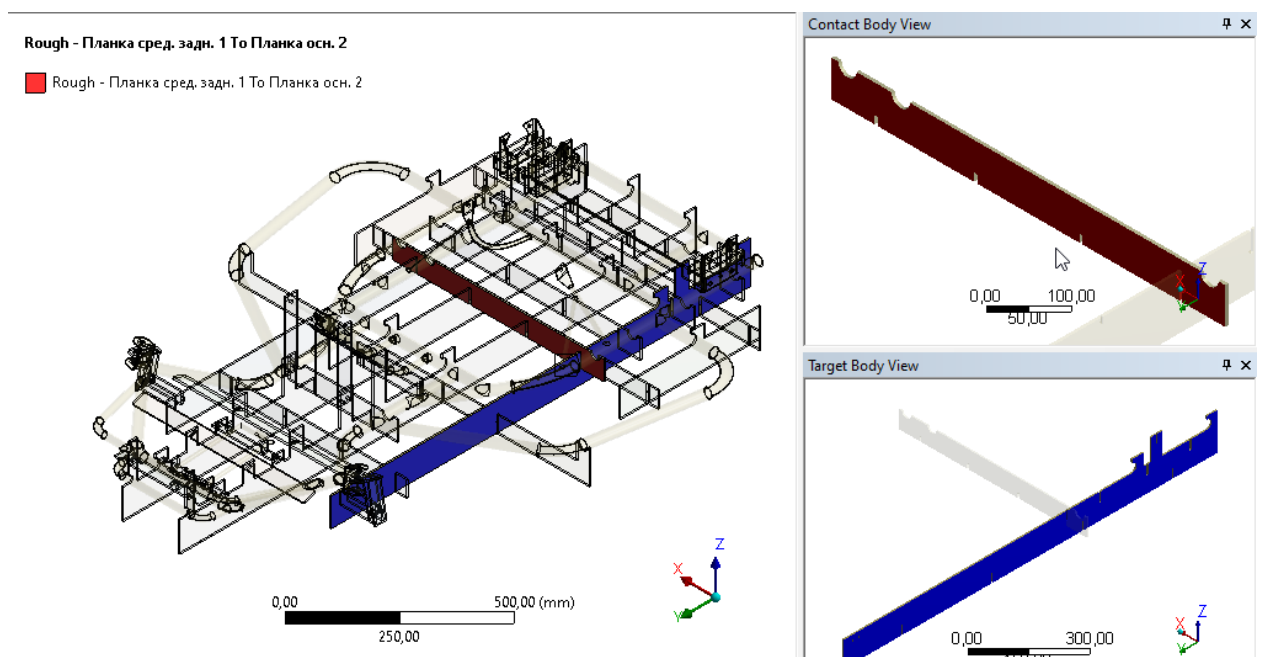 Rough - Планка сред. задн. 1 To Планка осн. 2
Rough - Планка сред. задн. 1 To Планка осн. 2
0,00
500,00 (mm)
250,00
X
Y
Z
Contact Body View
0,00
100,00
50,00
X
Y
Z
Target Body View
0,00
300,00
X
Z